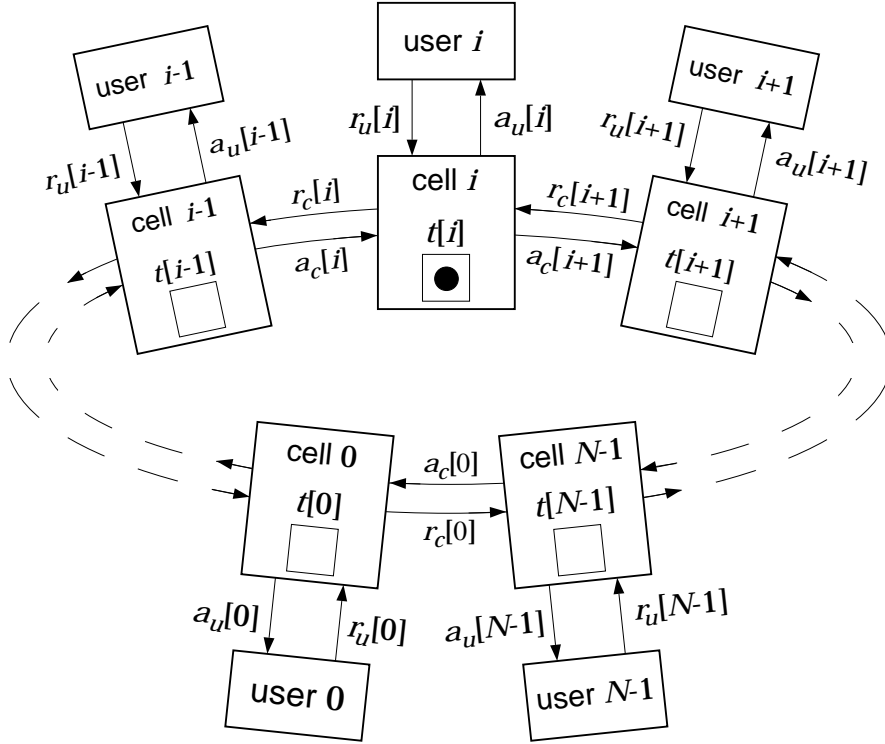 user i
user i-1
user i+1
r_u[i]
a_u[i]
r_u[i+1]
a_u[i-1]
r_u[i-1]
a_u[i+1]
cell i
r_c[i]
r_c[i+1]
cell i-1
cell i+1
t[i]
t[i-1]
a_c[i]
a_c[i+1]
t[i+1]
cell 0
a_c[0]
cell N-1
t[0]
t[N-1]
r_c[0]
a_u[0]
r_u[0]
a_u[N-1]
r_u[N-1]
user 0
user N-1